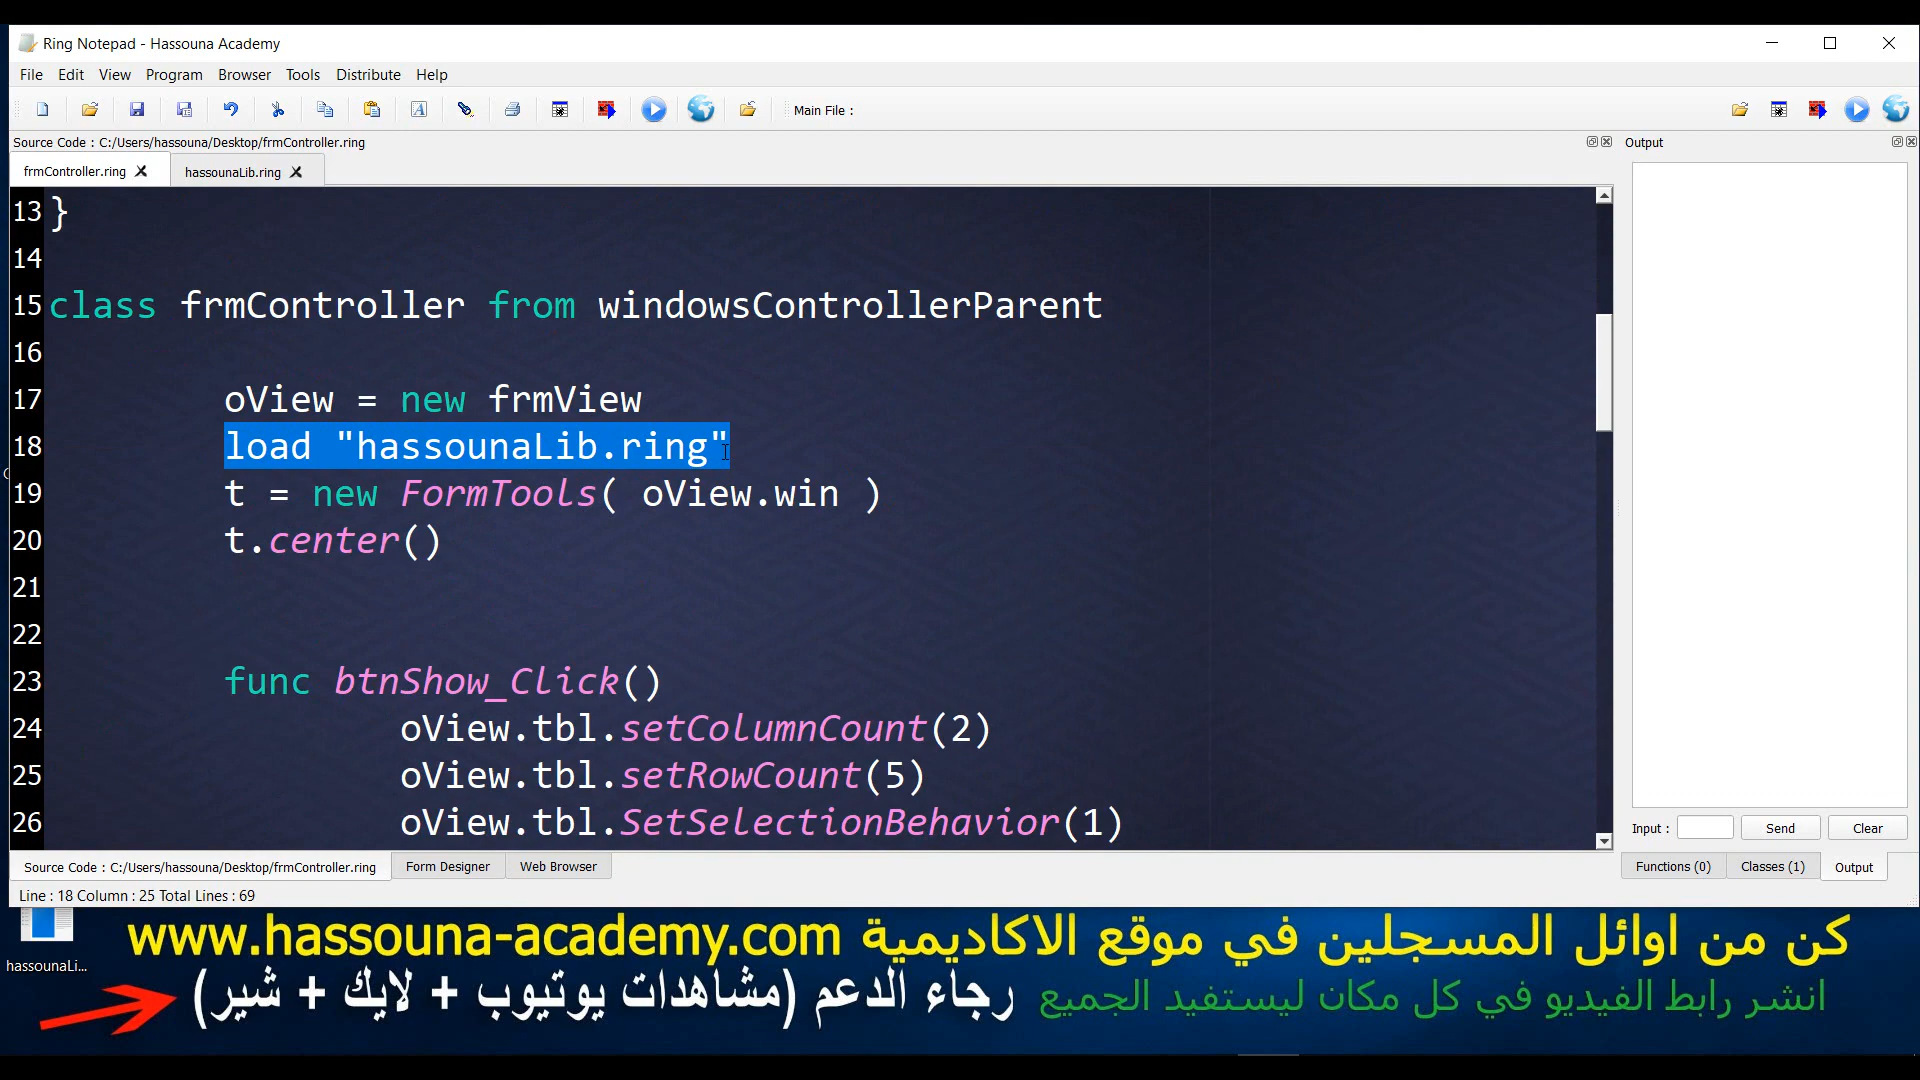 Ring Notepad - Hassouna Academy
File Edit View Program Browser Tools Distribute Help
Main File :
Source Code : C:/Users/hassouna/Desktop/frmController.ring
Output
frmController.ring
hassounaLib.ring
13 }
14
15 class frmController from windowsControllerParent
16
17 oView = new frmView
18 load "hassounaLib.ring"
19 t = new FormTools( oView.win )
20 t.center()
21
22
23 func btnShow_Click()
24 oView.tbl.setColumnCount(2)
25 oView.tbl.setRowCount(5)
26 oView.tbl.SetSelectionBehavior(1)
Input : Send Clear
Source Code : C:/Users/hassouna/Desktop/frmController.ring Form Designer Web Browser
Functions (0) Classes (1) Output
Line : 18 Column : 25 Total Lines : 69
كن من اوائل المسجلين في موقع الاكاديمية www.hassouna-academy.com
hassounaLi...
انشر رابط الفيديو في كل مكان ليستفيد الجميع رجاء الدعم (مشاهدات يوتيوب + لايك + شير)